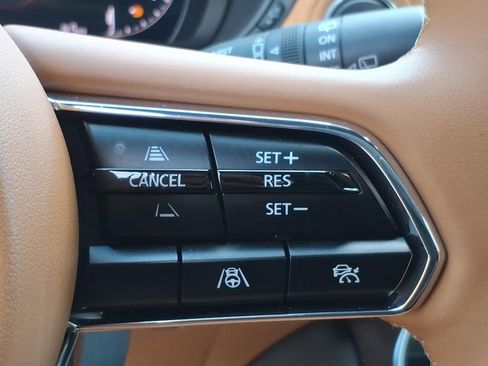 ON
INT
SET+
CANCEL
RES
SET-